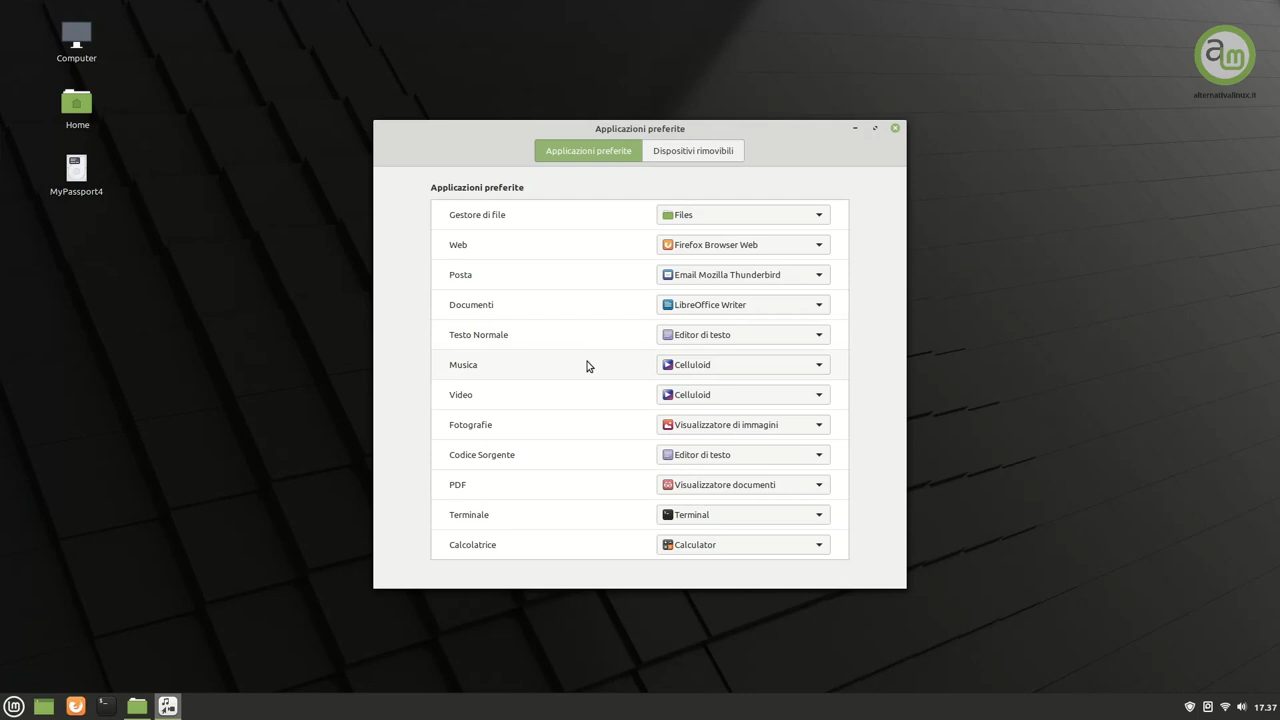 Computer
Home
MyPassport4
am
alternativalinux.it
Applicazioni preferite
Applicazioni preferite
Dispositivi rimovibili
Applicazioni preferite
Gestore di file
Files
Web
Firefox Browser Web
Posta
Email Mozilla Thunderbird
Documenti
LibreOffice Writer
Testo Normale
Editor di testo
Musica
Celluloid
Video
Celluloid
Fotografie
Visualizzatore di immagini
Codice Sorgente
Editor di testo
PDF
Visualizzatore documenti
Terminale
Terminal
Calcolatrice
Calculator
17.37